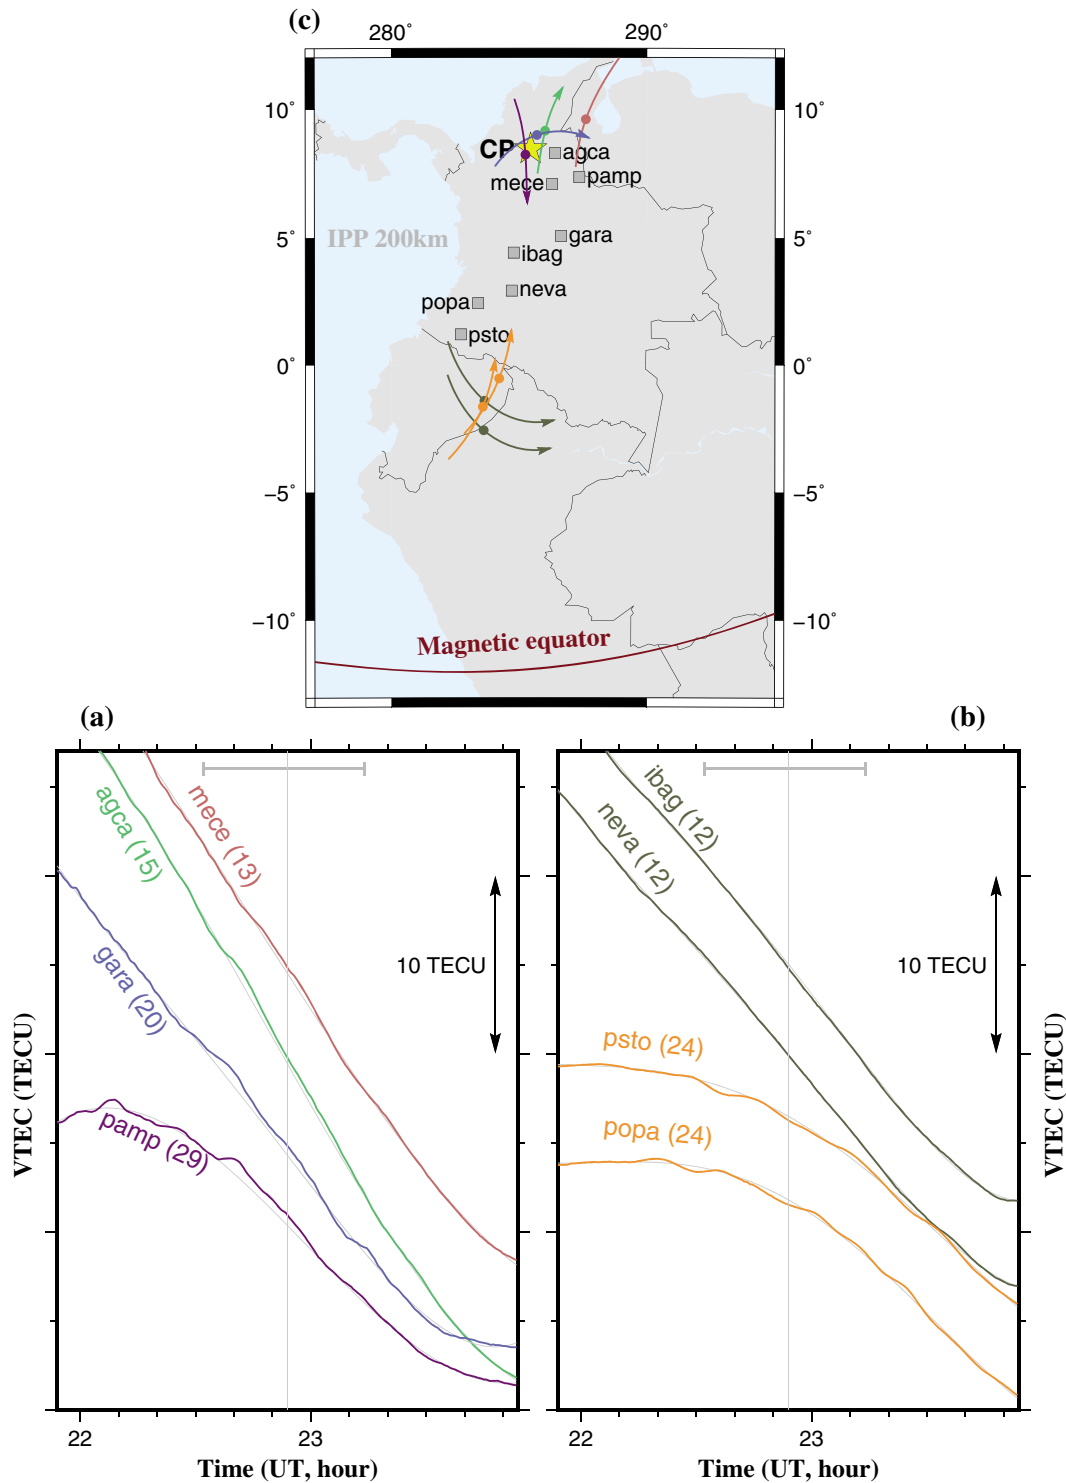 (c)
280° 290°
10° 10°
CP
agca
mece pamp
IPP 200km
5° 5°
gara
ibag
neva
popa
psto
0° 0°
−5° −5°
−10° −10°
Magnetic equator
(a)
mece (13)
agca (15)
gara (20)
pamp (29)
10 TECU
VTEC (TECU)
22 23
Time (UT, hour)
(b)
ibag (12)
neva (12)
psto (24)
popa (24)
10 TECU
VTEC (TECU)
22 23
Time (UT, hour)